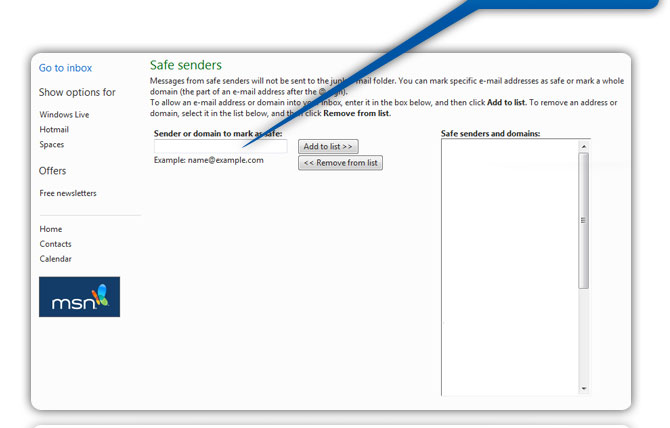 Go to inbox
Show options for
Windows Live
Hotmail
Spaces
Offers
Free newsletters
Home
Contacts
Calendar
msn
Safe senders
Messages from safe senders will not be sent to the junk mail folder. You can mark specific e-mail addresses as safe or mark a whole
domain (the part of an e-mail address after the @ sign).
To allow an e-mail address or domain into your inbox, enter it in the box below, and then click Add to list. To remove an address or
domain, select it in the list below, and then click Remove from list.
Sender or domain to mark as safe:
Add to list >>
Example: name@example.com
<< Remove from list
Safe senders and domains: